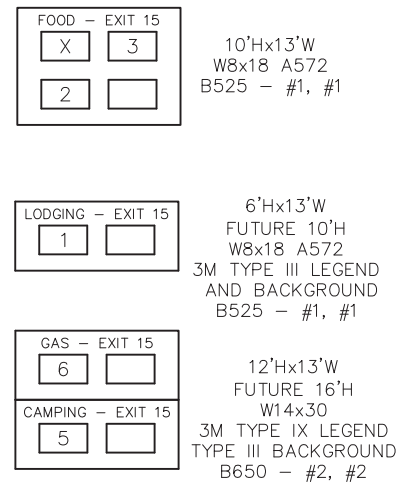 FOOD – EXIT 15
X 3
2
10'Hx13'W
W8x18 A572
B525 – #1, #1
LODGING – EXIT 15
1
6'Hx13'W
FUTURE 10'H
W8x18 A572
3M TYPE III LEGEND
AND BACKGROUND
B525 – #1, #1
GAS – EXIT 15
6
CAMPING – EXIT 15
5
12'Hx13'W
FUTURE 16'H
W14x30
3M TYPE IX LEGEND
TYPE III BACKGROUND
B650 – #2, #2